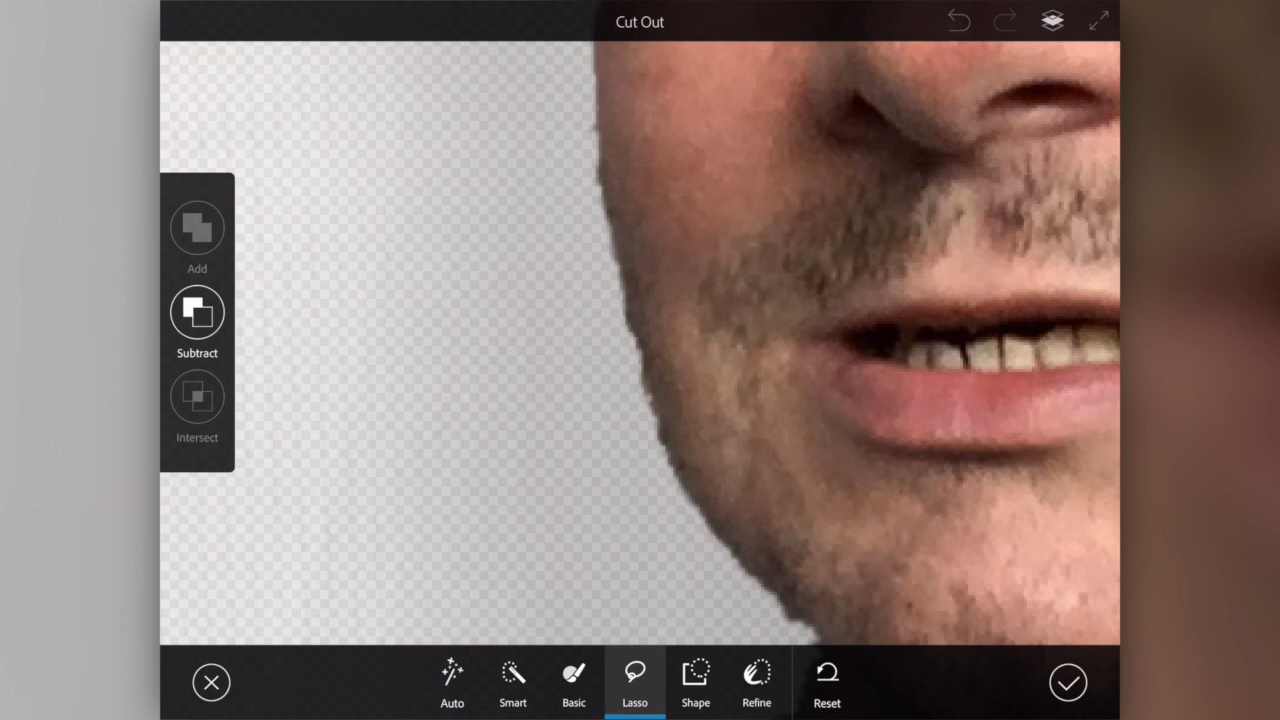 Cut Out
Add
Subtract
Intersect
Auto
Smart
Basic
Lasso
Shape
Refine
Reset